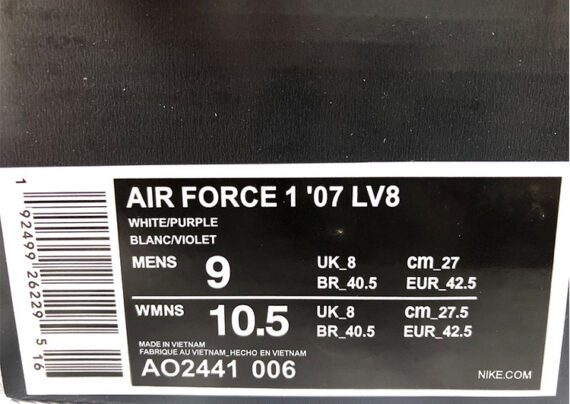 AIR FORCE 1 '07 LV8
WHITE/PURPLE
BLANC/VIOLET
MENS 9 UK_8 cm_27
BR_40.5 EUR_42.5
WMNS 10.5 UK_8 cm_27.5
BR_40.5 EUR_42.5
MADE IN VIETNAM
FABRIQUE AU VIETNAM_HECHO EN VIETNAM
AO2441 006
NIKE.COM
1 92499 26229 5 16